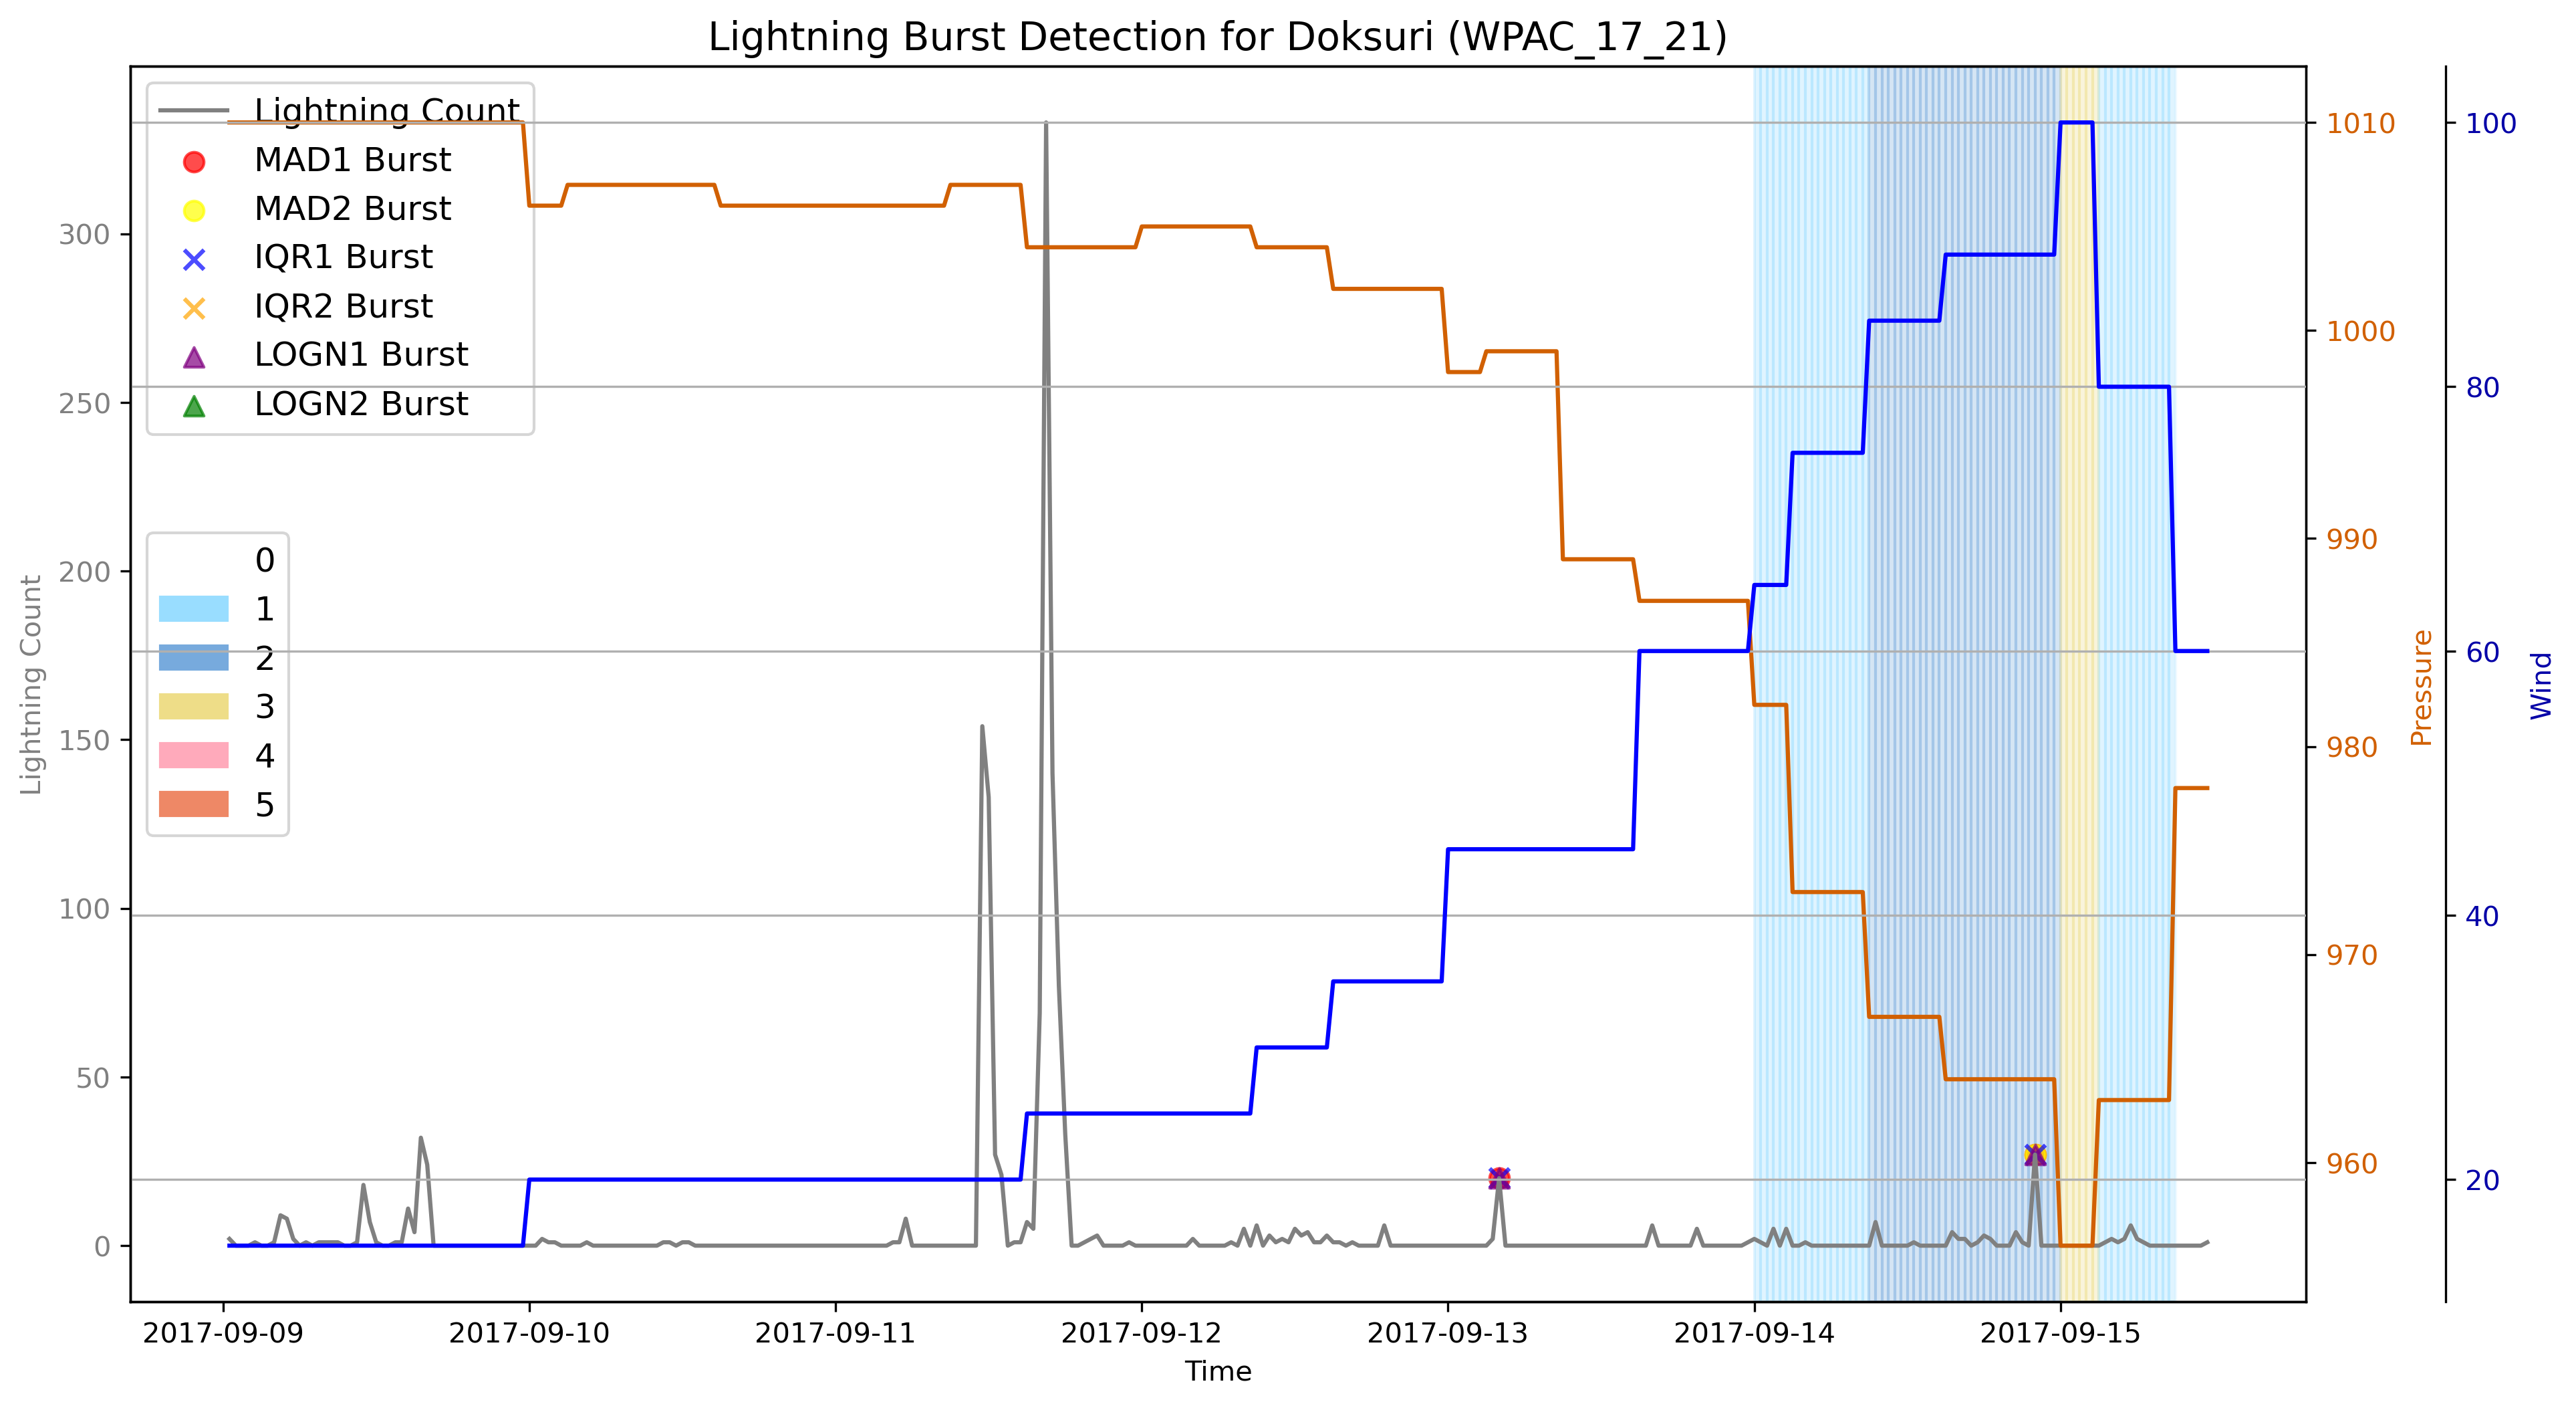 Lightning Burst Detection for Doksuri (WPAC_17_21)
Lightning Count
MAD1 Burst
MAD2 Burst
IQR1 Burst
IQR2 Burst
LOGN1 Burst
LOGN2 Burst
0
1
2
3
4
5
Lightning Count
300
250
200
150
100
50
0
2017-09-09
2017-09-10
2017-09-11
2017-09-12
2017-09-13
2017-09-14
2017-09-15
Time
1010
1000
990
980
970
960
Pressure
100
80
60
40
20
Wind